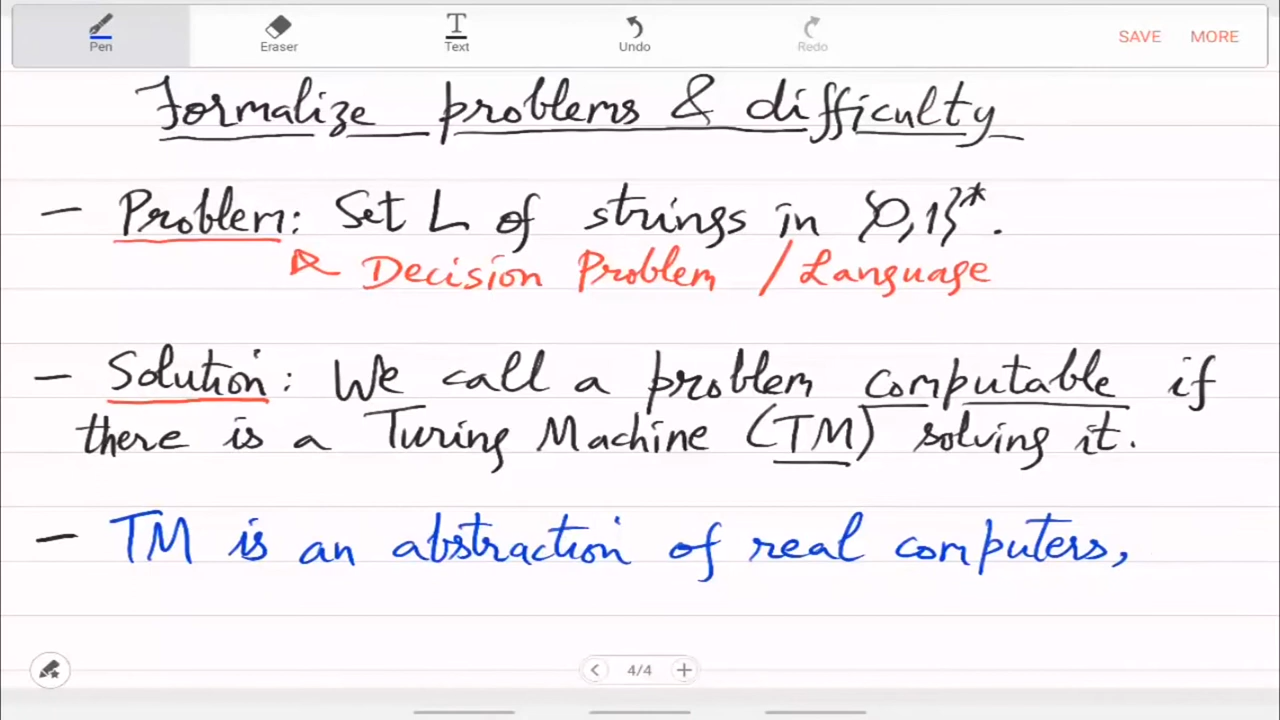 Pen Eraser Text Undo Redo SAVE MORE
Formalize problems & difficulty
- Problem: Set L of strings in {0,1}*.
Decision Problem / Language
- Solution: We call a problem computable if
there is a Turing Machine (TM) solving it.
- TM is an abstraction of real computers,
4/4